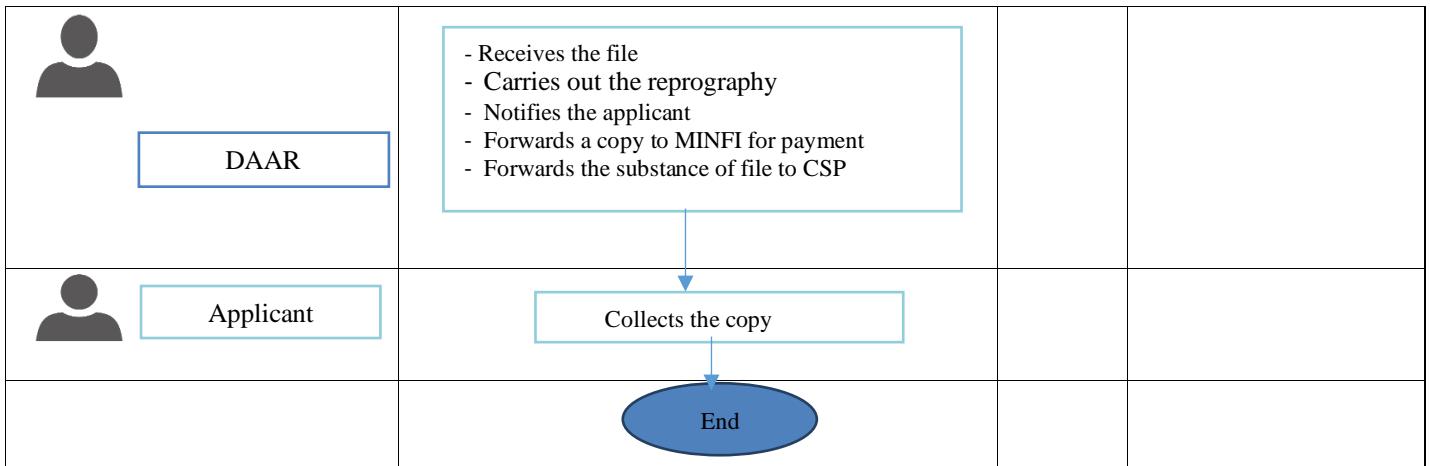 DAAR
- Receives the file
- Carries out the reprography
- Notifies the applicant
- Forwards a copy to MINFI for payment
- Forwards the substance of file to CSP
Applicant
Collects the copy
End